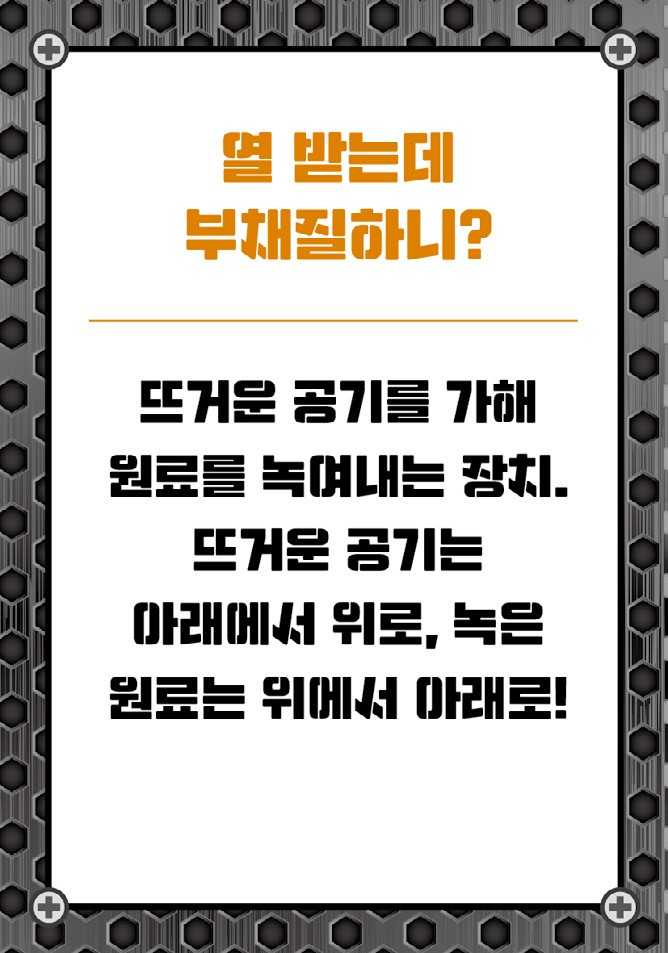 열 받는데
부채질하니?
뜨거운 공기를 가해
원료를 녹여내는 장치.
뜨거운 공기는
아래에서 위로, 녹은
원료는 위에서 아래로!